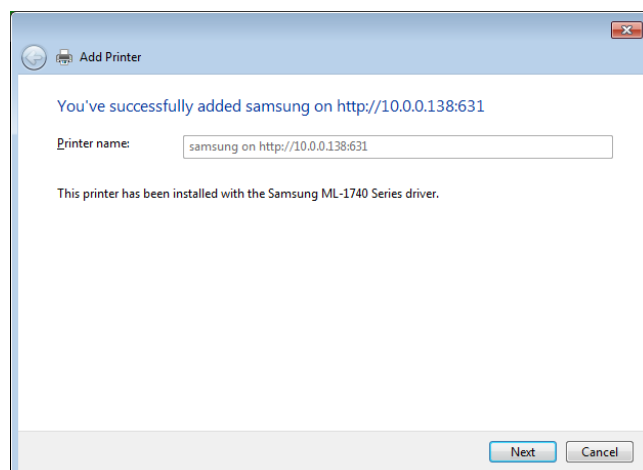 Add Printer
You've successfully added samsung on http://10.0.0.138:631
Printer name: samsung on http://10.0.0.138:631
This printer has been installed with the Samsung ML-1740 Series driver.
Next Cancel